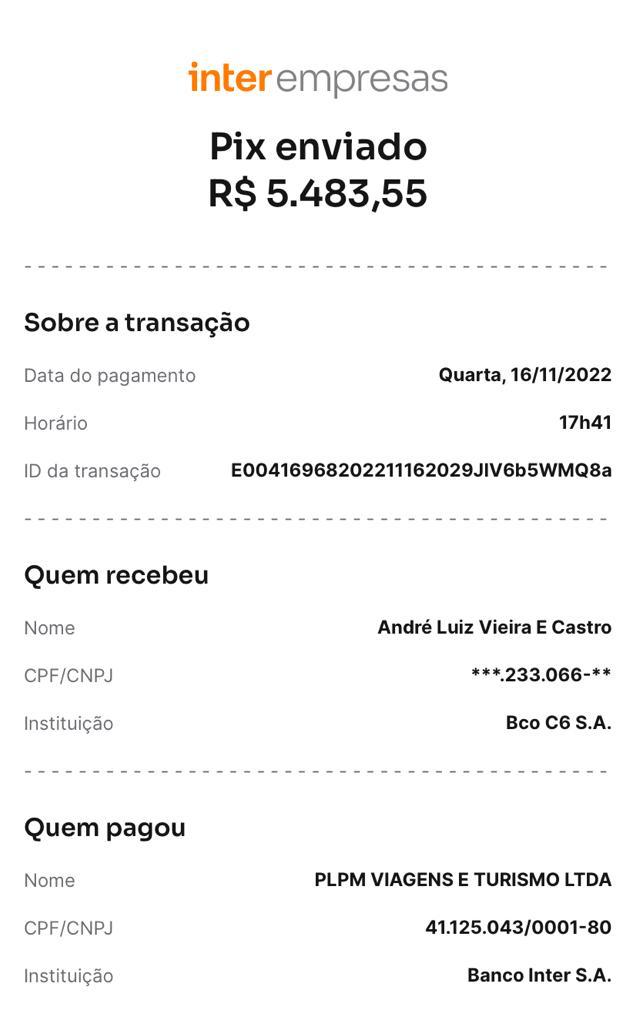 inter empresas
Pix enviado
R$ 5.483,55
Sobre a transação
Data do pagamento Quarta, 16/11/2022
Horário 17h41
ID da transação E00416968202211162029JlV6b5WMQ8a
Quem recebeu
Nome André Luiz Vieira E Castro
CPF/CNPJ ***.233.066-**
Instituição Bco C6 S.A.
Quem pagou
Nome PLPM VIAGENS E TURISMO LTDA
CPF/CNPJ 41.125.043/0001-80
Instituição Banco Inter S.A.